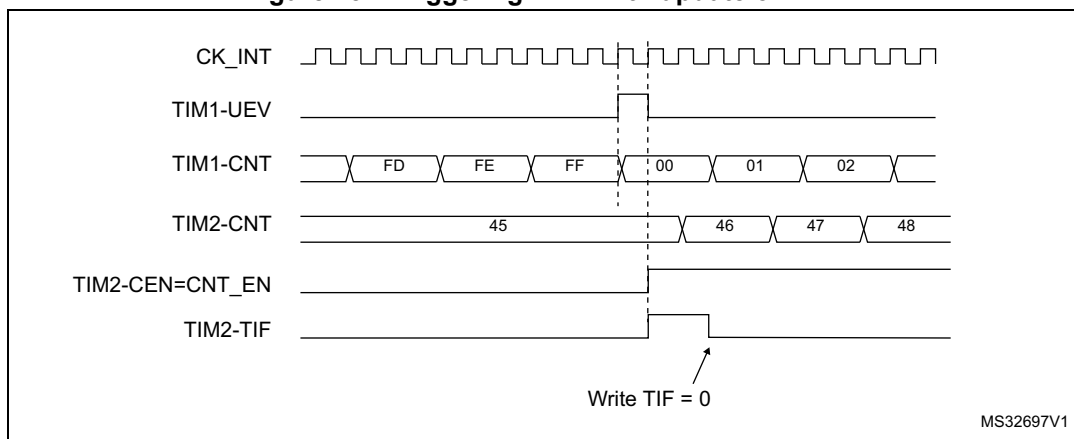 CK_INT
TIM1-UEV
TIM1-CNT FD FE FF 00 01 02
TIM2-CNT 45 46 47 48
TIM2-CEN=CNT_EN
TIM2-TIF
Write TIF = 0
MS32697V1